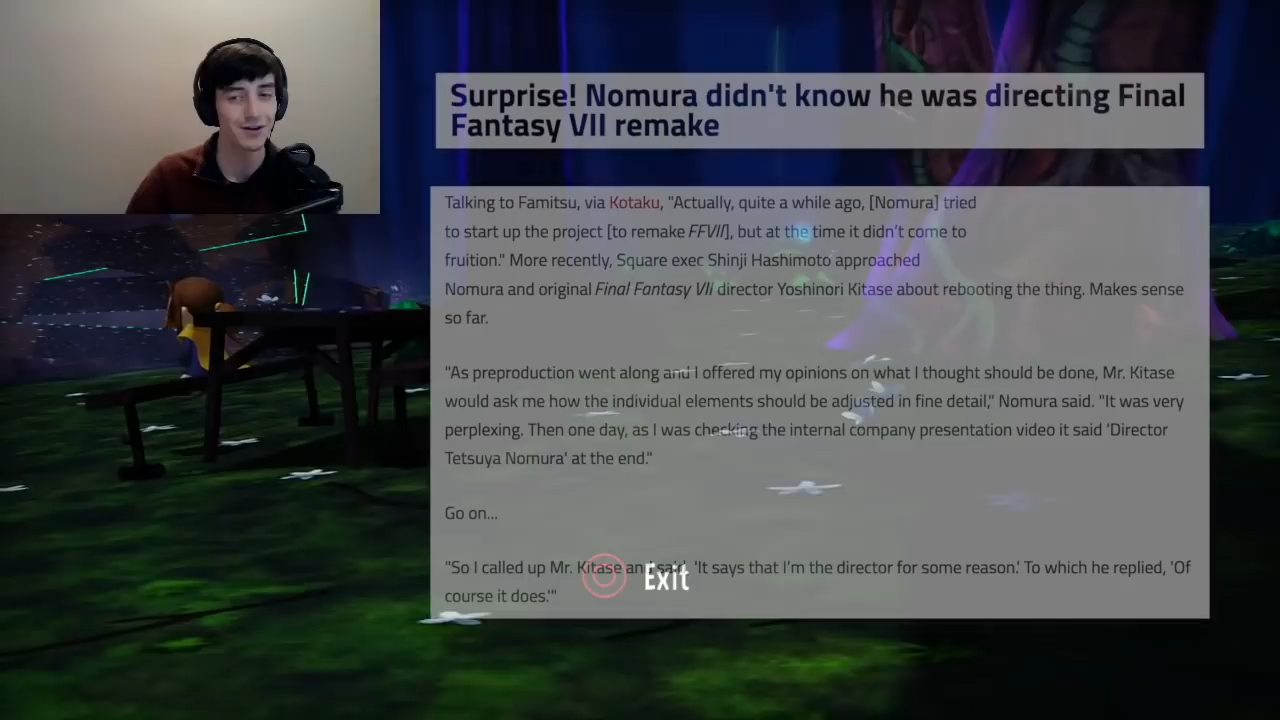 Surprise! Nomura didn't know he was directing Final
Fantasy VII remake
Talking to Famitsu, via Kotaku, "Actually, quite a while ago, [Nomura] tried
to start up the project [to remake FFVII], but at the time it didn't come to
fruition." More recently, Square exec Shinji Hashimoto approached
Nomura and original Final Fantasy VIi director Yoshinori Kitase about rebooting the thing. Makes sense
so far.
"As preproduction went along and I offered my opinions on what I thought should be done, Mr. Kitase
would ask me how the individual elements should be adjusted in fine detail," Nomura said. "It was very
perplexing. Then one day, as I was checking the internal company presentation video it said 'Director
Tetsuya Nomura' at the end."
Go on...
"So I called up Mr. Kitase and said, 'It says that I'm the director for some reason.' To which he replied, 'Of
course it does.'"
Exit